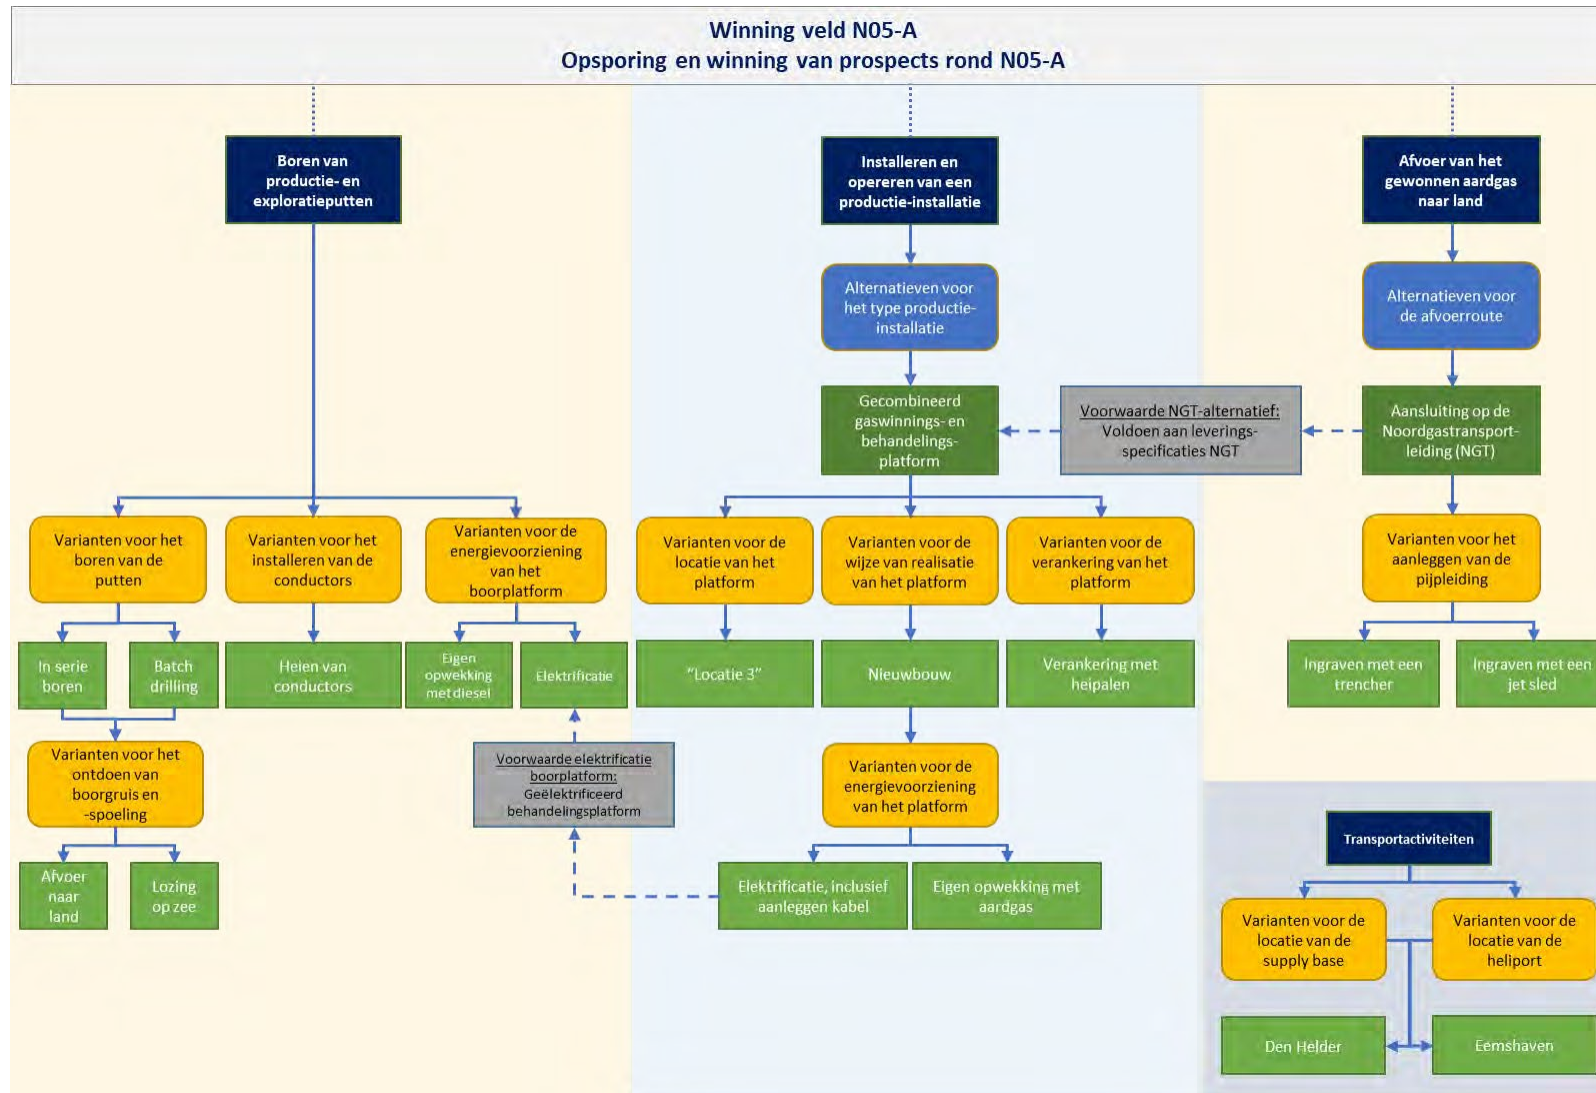 Winning veld N05-A
Opsporing en winning van prospects rond N05-A
Boren van
productie- en
exploratieputten
Varianten voor het
boren van de
putten
Varianten voor het
installeren van de
conductors
Varianten voor de
energievoorziening
van het
boorplatform
In serie
boren
Batch
drilling
Heien van
conductors
Eigen
opwekking
met diesel
Elektrificatie
Varianten voor het
ontdoen van
boorgruis en
-spoeling
Voorwaarde elektrificatie
boorplatform:
Geëlektrificeerd
behandelingsplatform
Afvoer
naar
land
Lozing
op zee
Installeren en
opereren van een
productie-installatie
Alternatieven voor
het type productie-
installatie
Gecombineerd
gaswinnings- en
behandelings-
platform
Voorwaarde NGT-alternatief:
Voldoen aan leverings-
specificaties NGT
Varianten voor de
locatie van het
platform
Varianten voor de
wijze van realisatie
van het platform
Varianten voor de
verankering van het
platform
"Locatie 3"
Nieuwbouw
Verankering met
heipalen
Varianten voor de
energievoorziening
van het platform
Elektrificatie, inclusief
aanleggen kabel
Eigen opwekking met
aardgas
Afvoer van het
gewonnen aardgas
naar land
Alternatieven voor
de afvoerroute
Aansluiting op de
Noordgastransport-
leiding (NGT)
Varianten voor het
aanleggen van de
pijpleiding
Ingraven met een
trencher
Ingraven met een
jet sled
Transportactiviteiten
Varianten voor de
locatie van de
supply base
Varianten voor de
locatie van de
heliport
Den Helder
Eemshaven